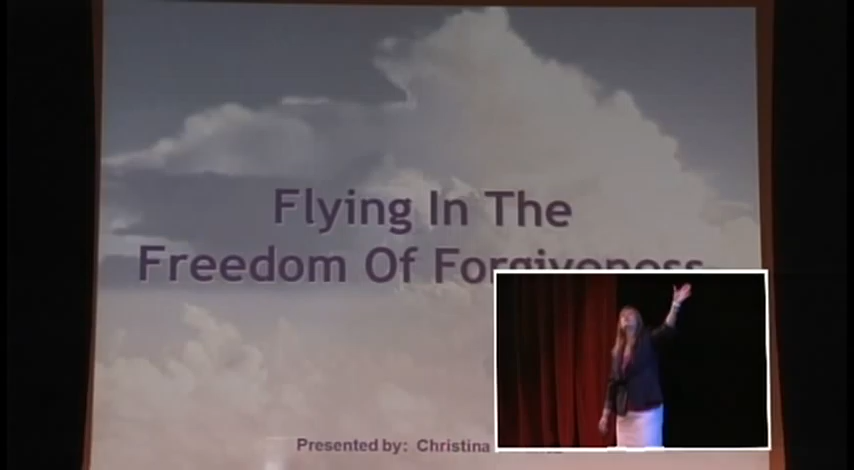 Flying In The
Freedom Of Forgiveness
Presented by: Christina